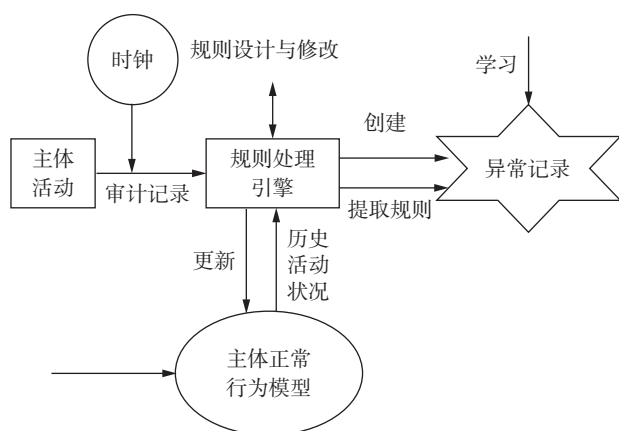 时钟
规则设计与修改
学习
主体
活动
审计记录
规则处理
引擎
创建
提取规则
异常记录
更新
历史
活动
状况
主体正常
行为模型